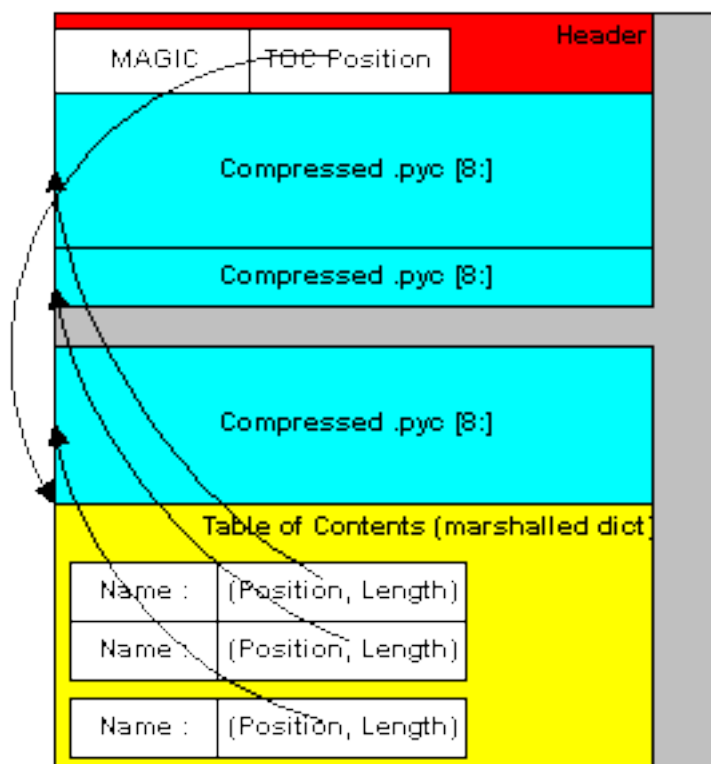 Header
MAGIC TOC Position
Compressed .pyc [8:]
Compressed .pyc [8:]
Compressed .pyc [8:]
Table of Contents (marshalled dict)
Name : (Position, Length)
Name : (Position, Length)
Name : (Position, Length)